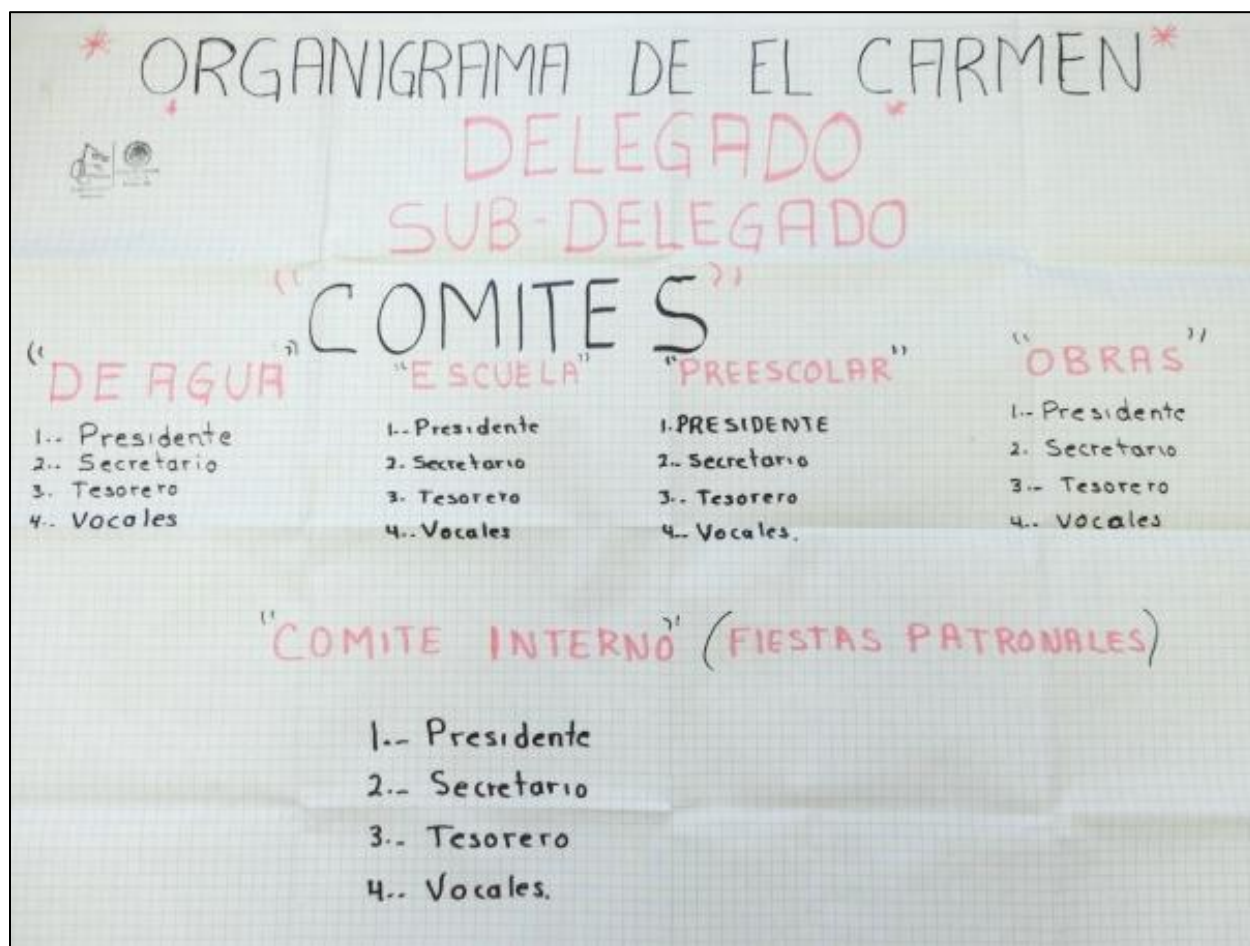 * ORGANIGRAMA DE EL CARMEN *
* DELEGADO *
SUB-DELEGADO
"COMITES"
"DE AGUA"
1.- Presidente
2.- Secretario
3. Tesorero
4.- Vocales
"ESCUELA"
1.- Presidente
2. Secretario
3. Tesorero
4.- Vocales
"PREESCOLAR"
1. PRESIDENTE
2.- Secretario
3.- Tesorero
4.- Vocales.
"OBRAS"
1.- Presidente
2. Secretario
3.- Tesorero
4.- Vocales
"COMITE INTERNO" (FIESTAS PATRONALES)
1.- Presidente
2.- Secretario
3.- Tesorero
4.- Vocales.